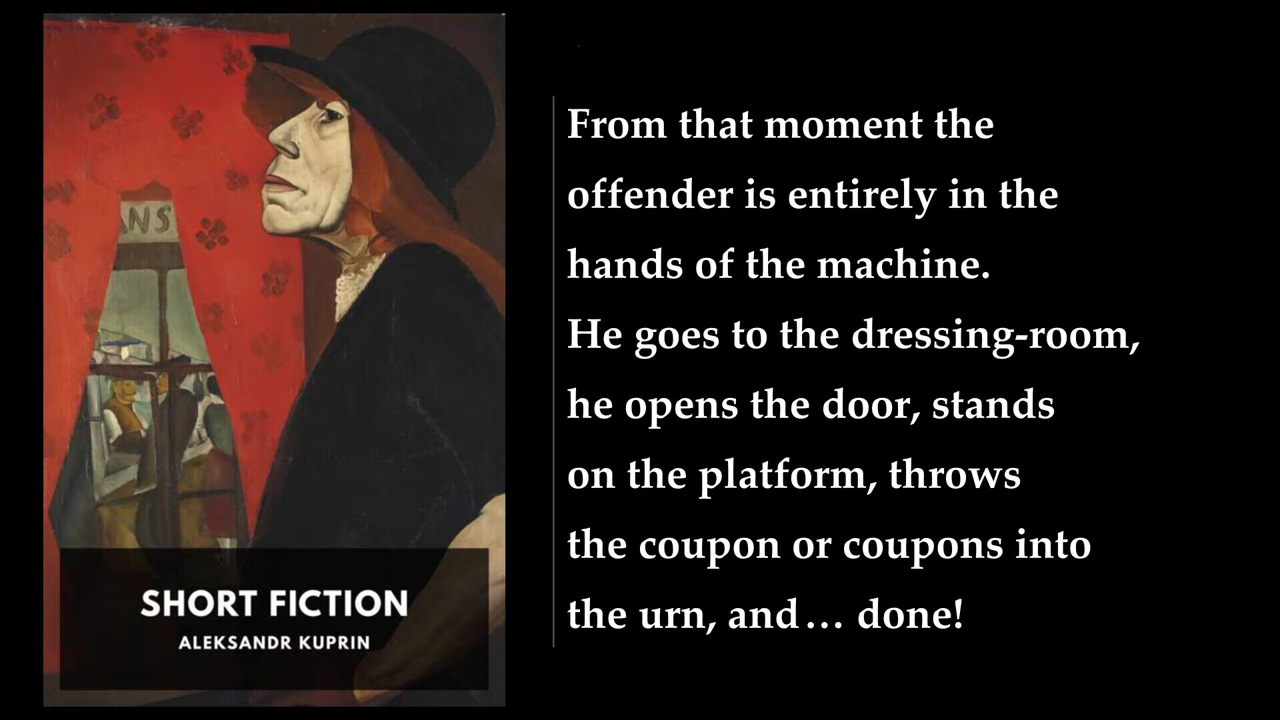 ANS
SHORT FICTION
ALEKSANDR KUPRIN
From that moment the
offender is entirely in the
hands of the machine.
He goes to the dressing-room,
he opens the door, stands
on the platform, throws
the coupon or coupons into
the urn, and… done!